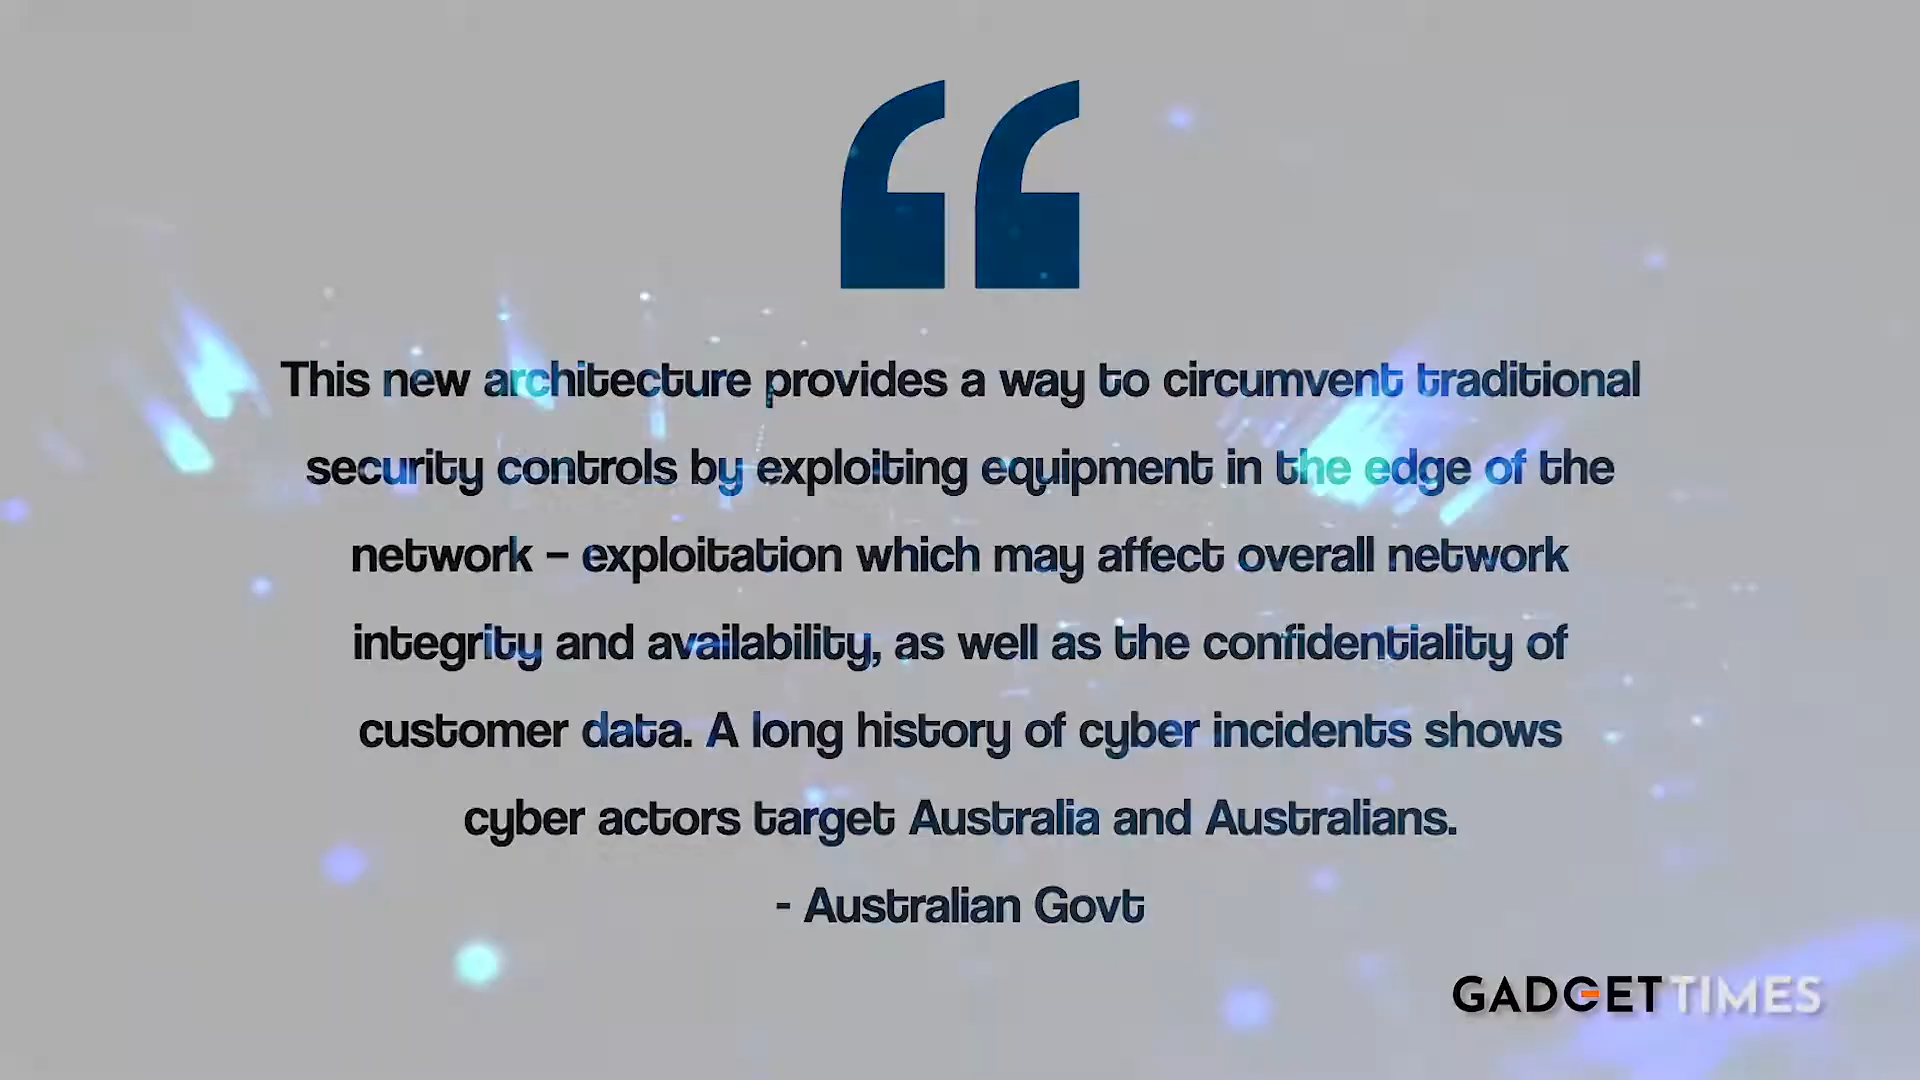 “
This new architecture provides a way to circumvent traditional
security controls by exploiting equipment in the edge of the
network – exploitation which may affect overall network
integrity and availability, as well as the confidentiality of
customer data. A long history of cyber incidents shows
cyber actors target Australia and Australians.
- Australian Govt
GADGET TIMES